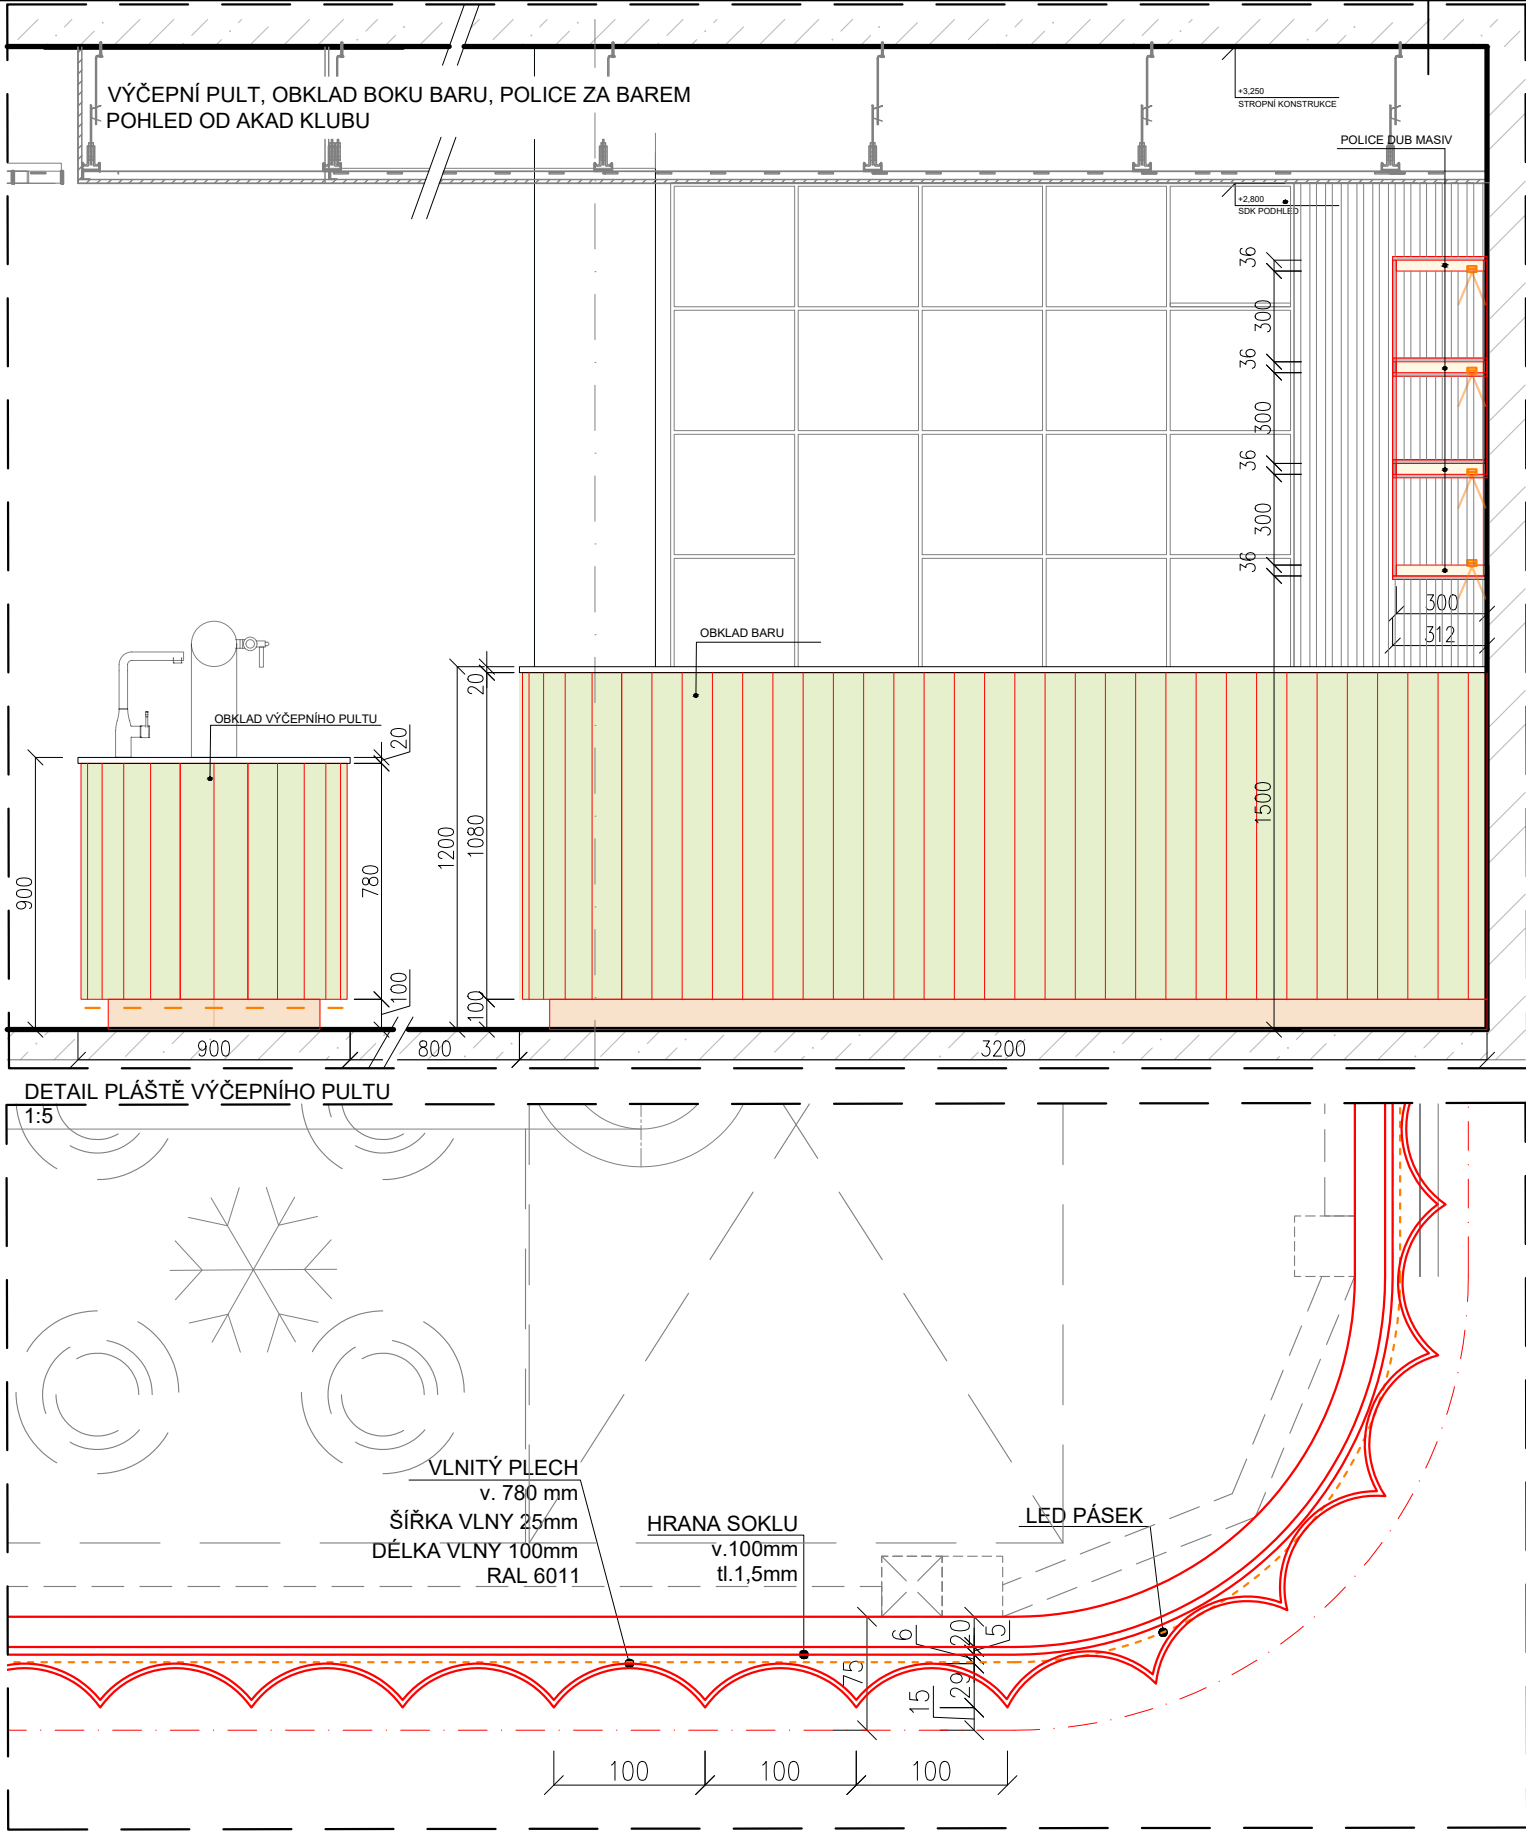 VÝČEPNÍ PULT, OBKLAD BOKU BARU, POLICE ZA BAREM
POHLED OD AKAD KLUBU
+3,250
STROPNÍ KONSTRUKCE
POLICE DUB MASIV
+2,800
SDK PODHLED
36
300
36
300
36
300
36
300
312
OBKLAD BARU
OBKLAD VÝČEPNÍHO PULTU
20
20
900
780
100
1200
1080
100
1500
900
800
3200
DETAIL PLÁŠTĚ VÝČEPNÍHO PULTU
1:5
VLNITÝ PLECH
v. 780 mm
ŠÍŘKA VLNY 25mm
DÉLKA VLNY 100mm
RAL 6011
HRANA SOKLU
v.100mm
tl.1,5mm
LED PÁSEK
6
20
5
75
29
15
100
100
100